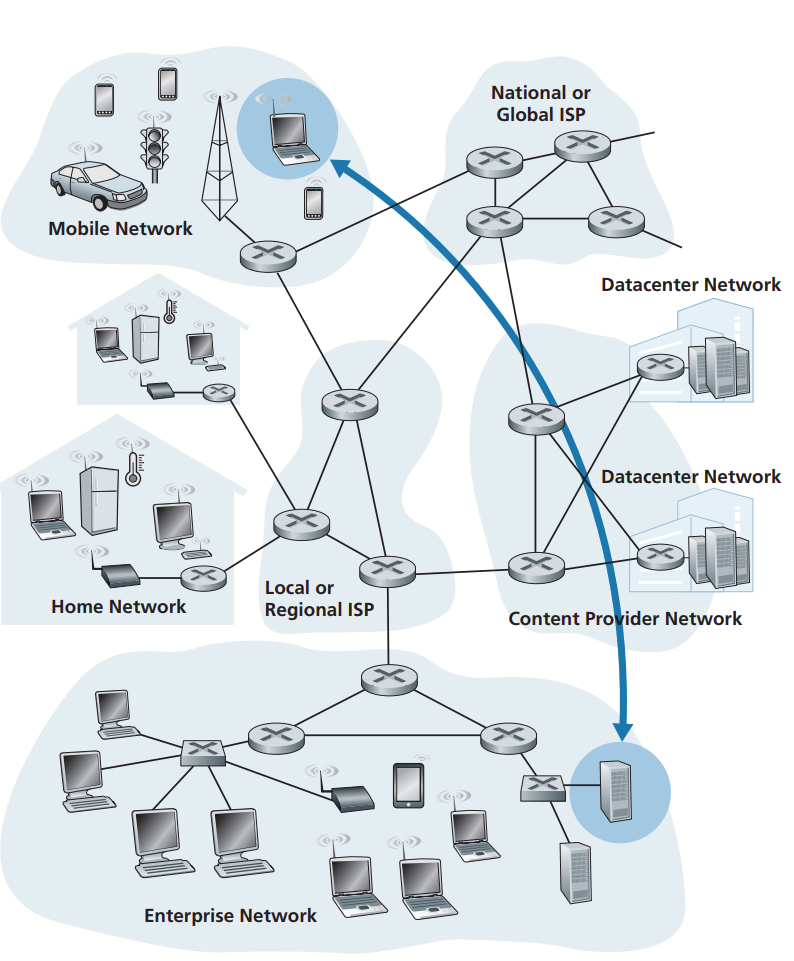 National or
Global ISP
Mobile Network
Datacenter Network
Datacenter Network
Home Network
Local or
Regional ISP
Content Provider Network
Enterprise Network